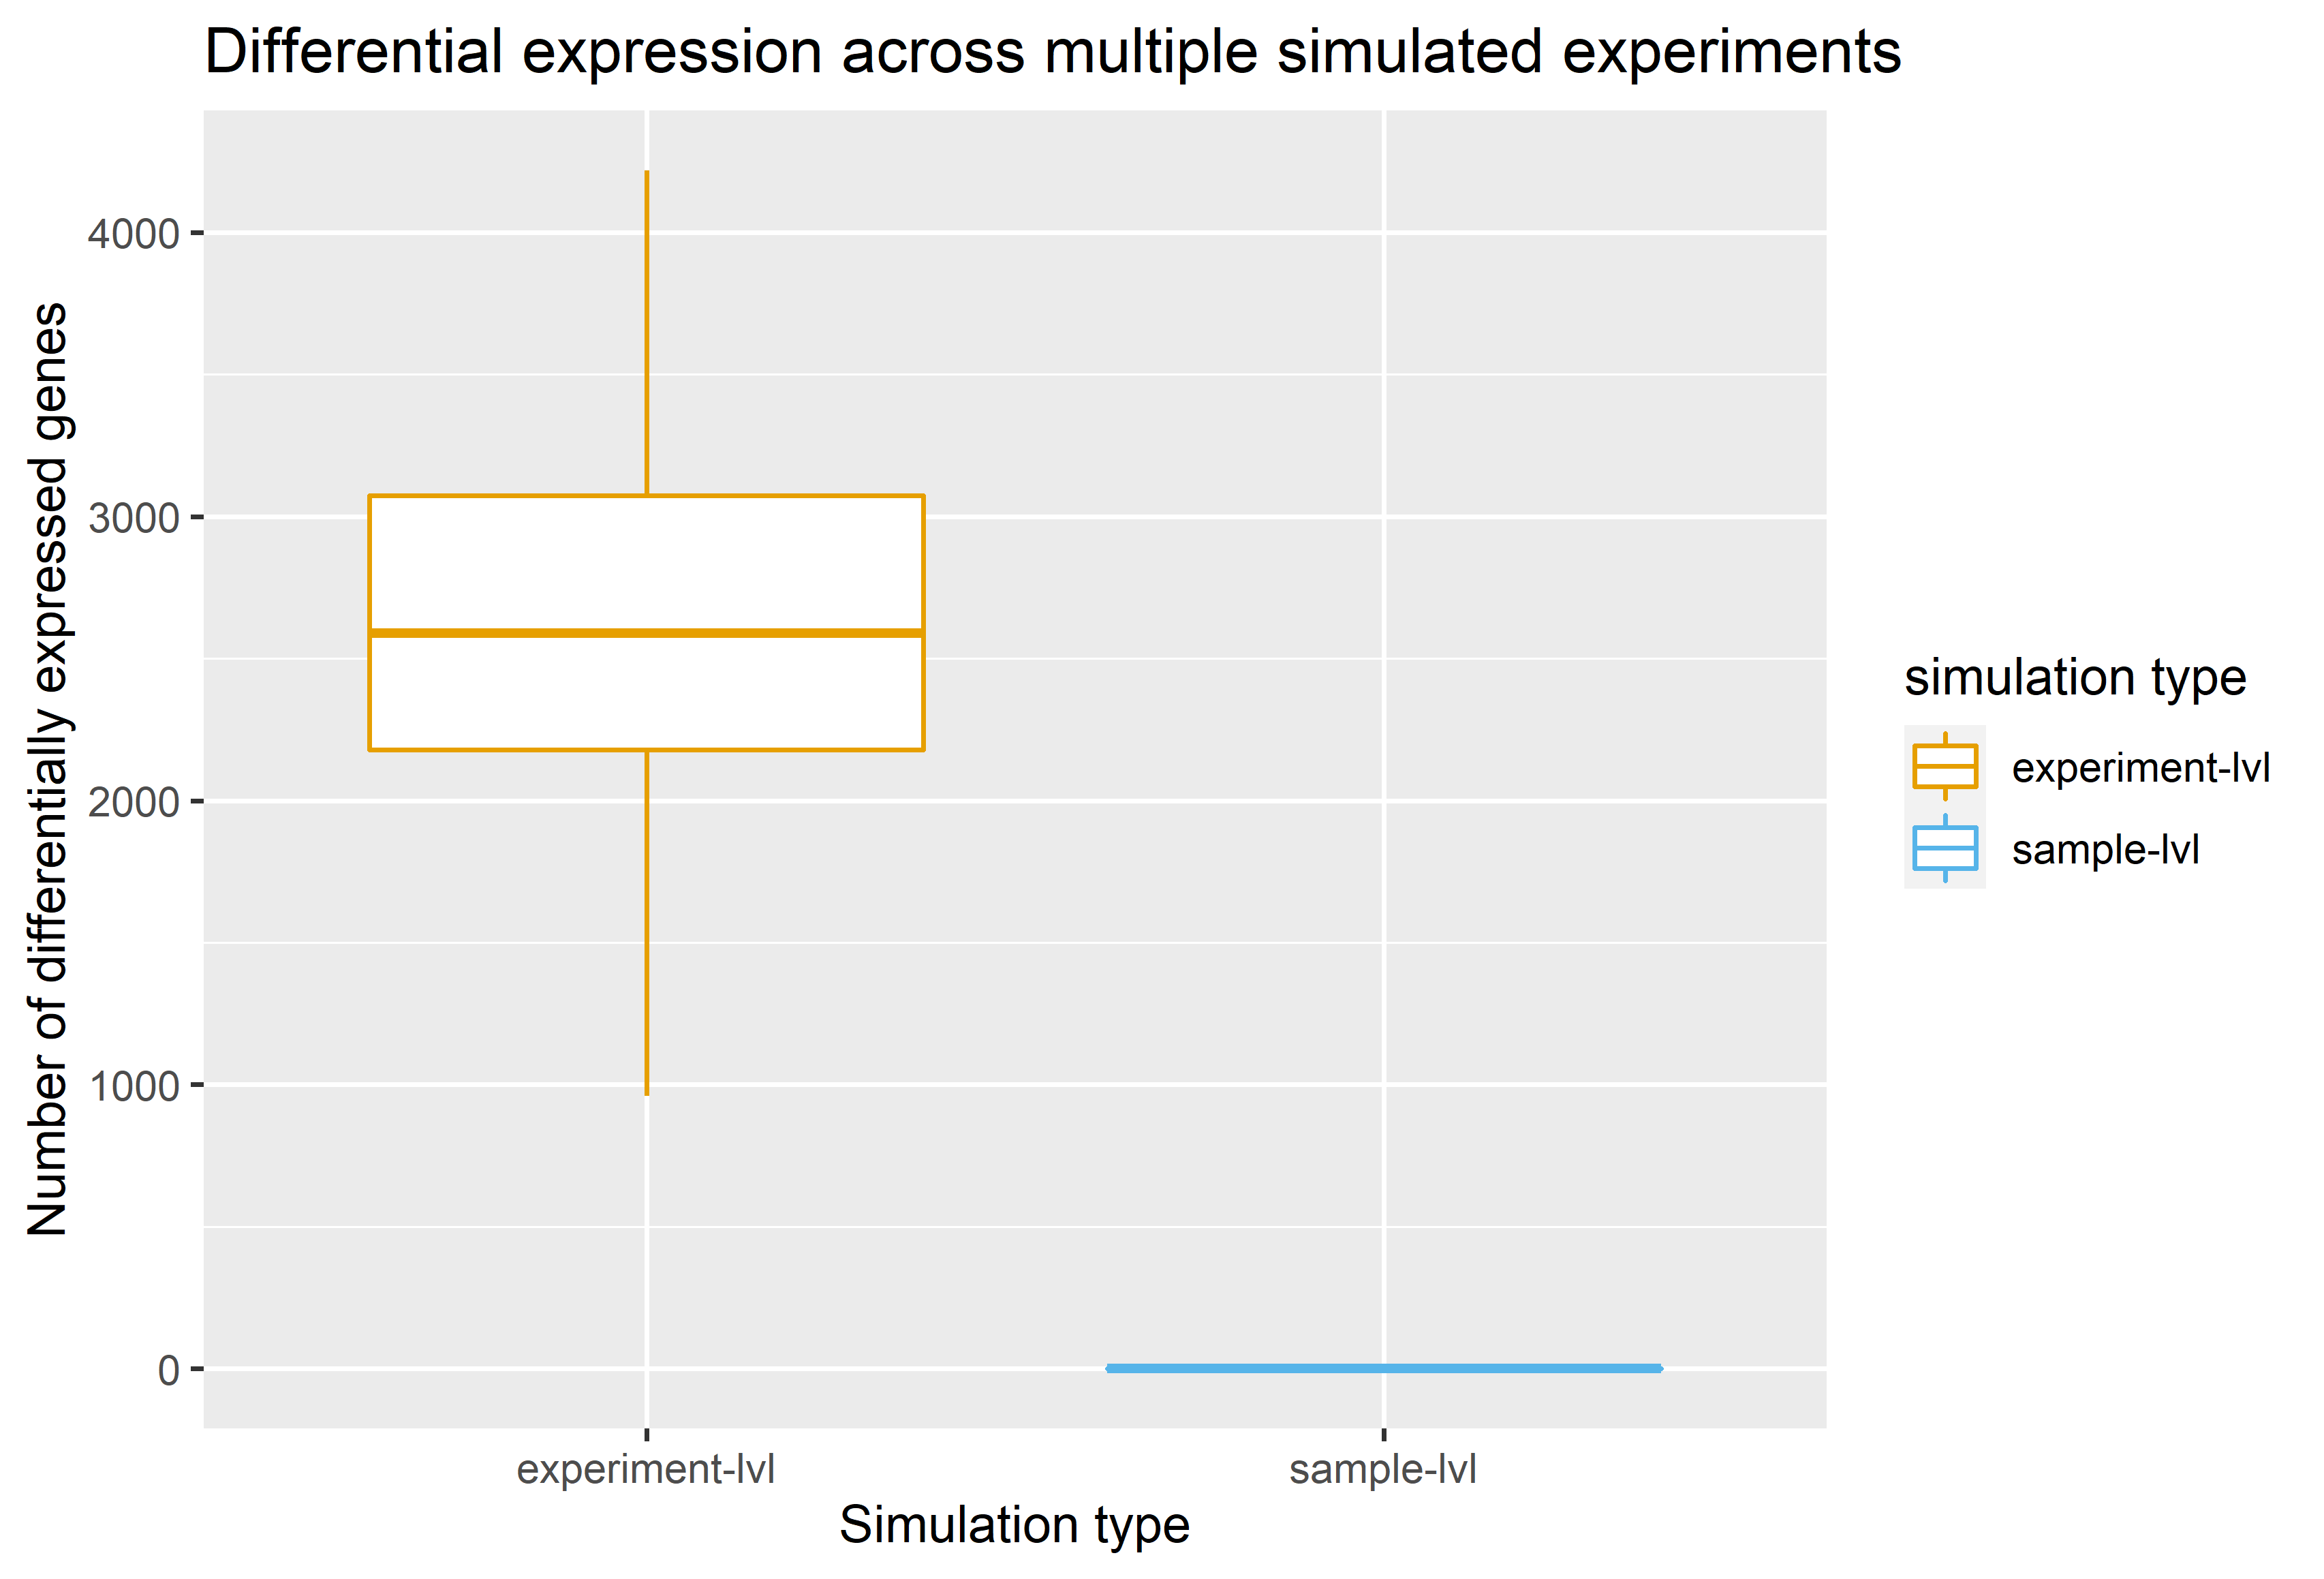 Differential expression across multiple simulated experiments
Number of differentially expressed genes
4000
3000
2000
1000
0
experiment-lvl
sample-lvl
Simulation type
simulation type
experiment-lvl
sample-lvl